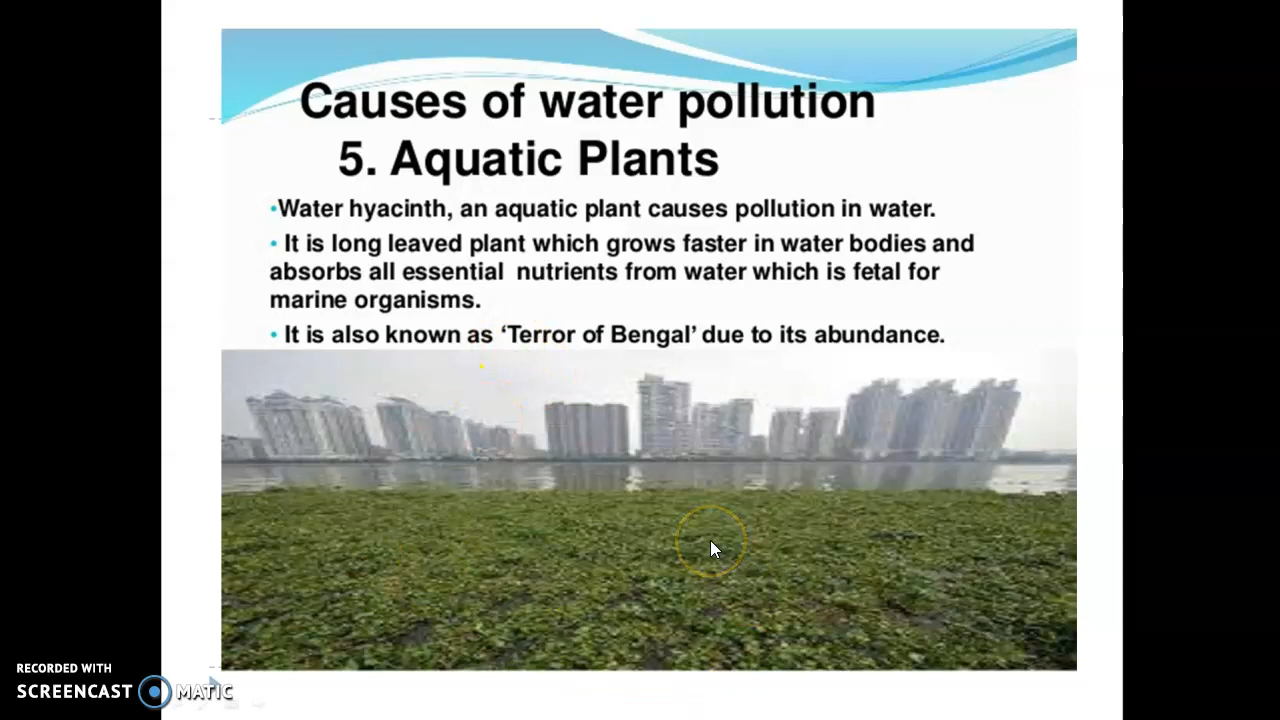 Causes of water pollution
5. Aquatic Plants
•Water hyacinth, an aquatic plant causes pollution in water.
• It is long leaved plant which grows faster in water bodies and
absorbs all essential nutrients from water which is fetal for
marine organisms.
• It is also known as ‘Terror of Bengal’ due to its abundance.
RECORDED WITH
SCREENCAST MATIC